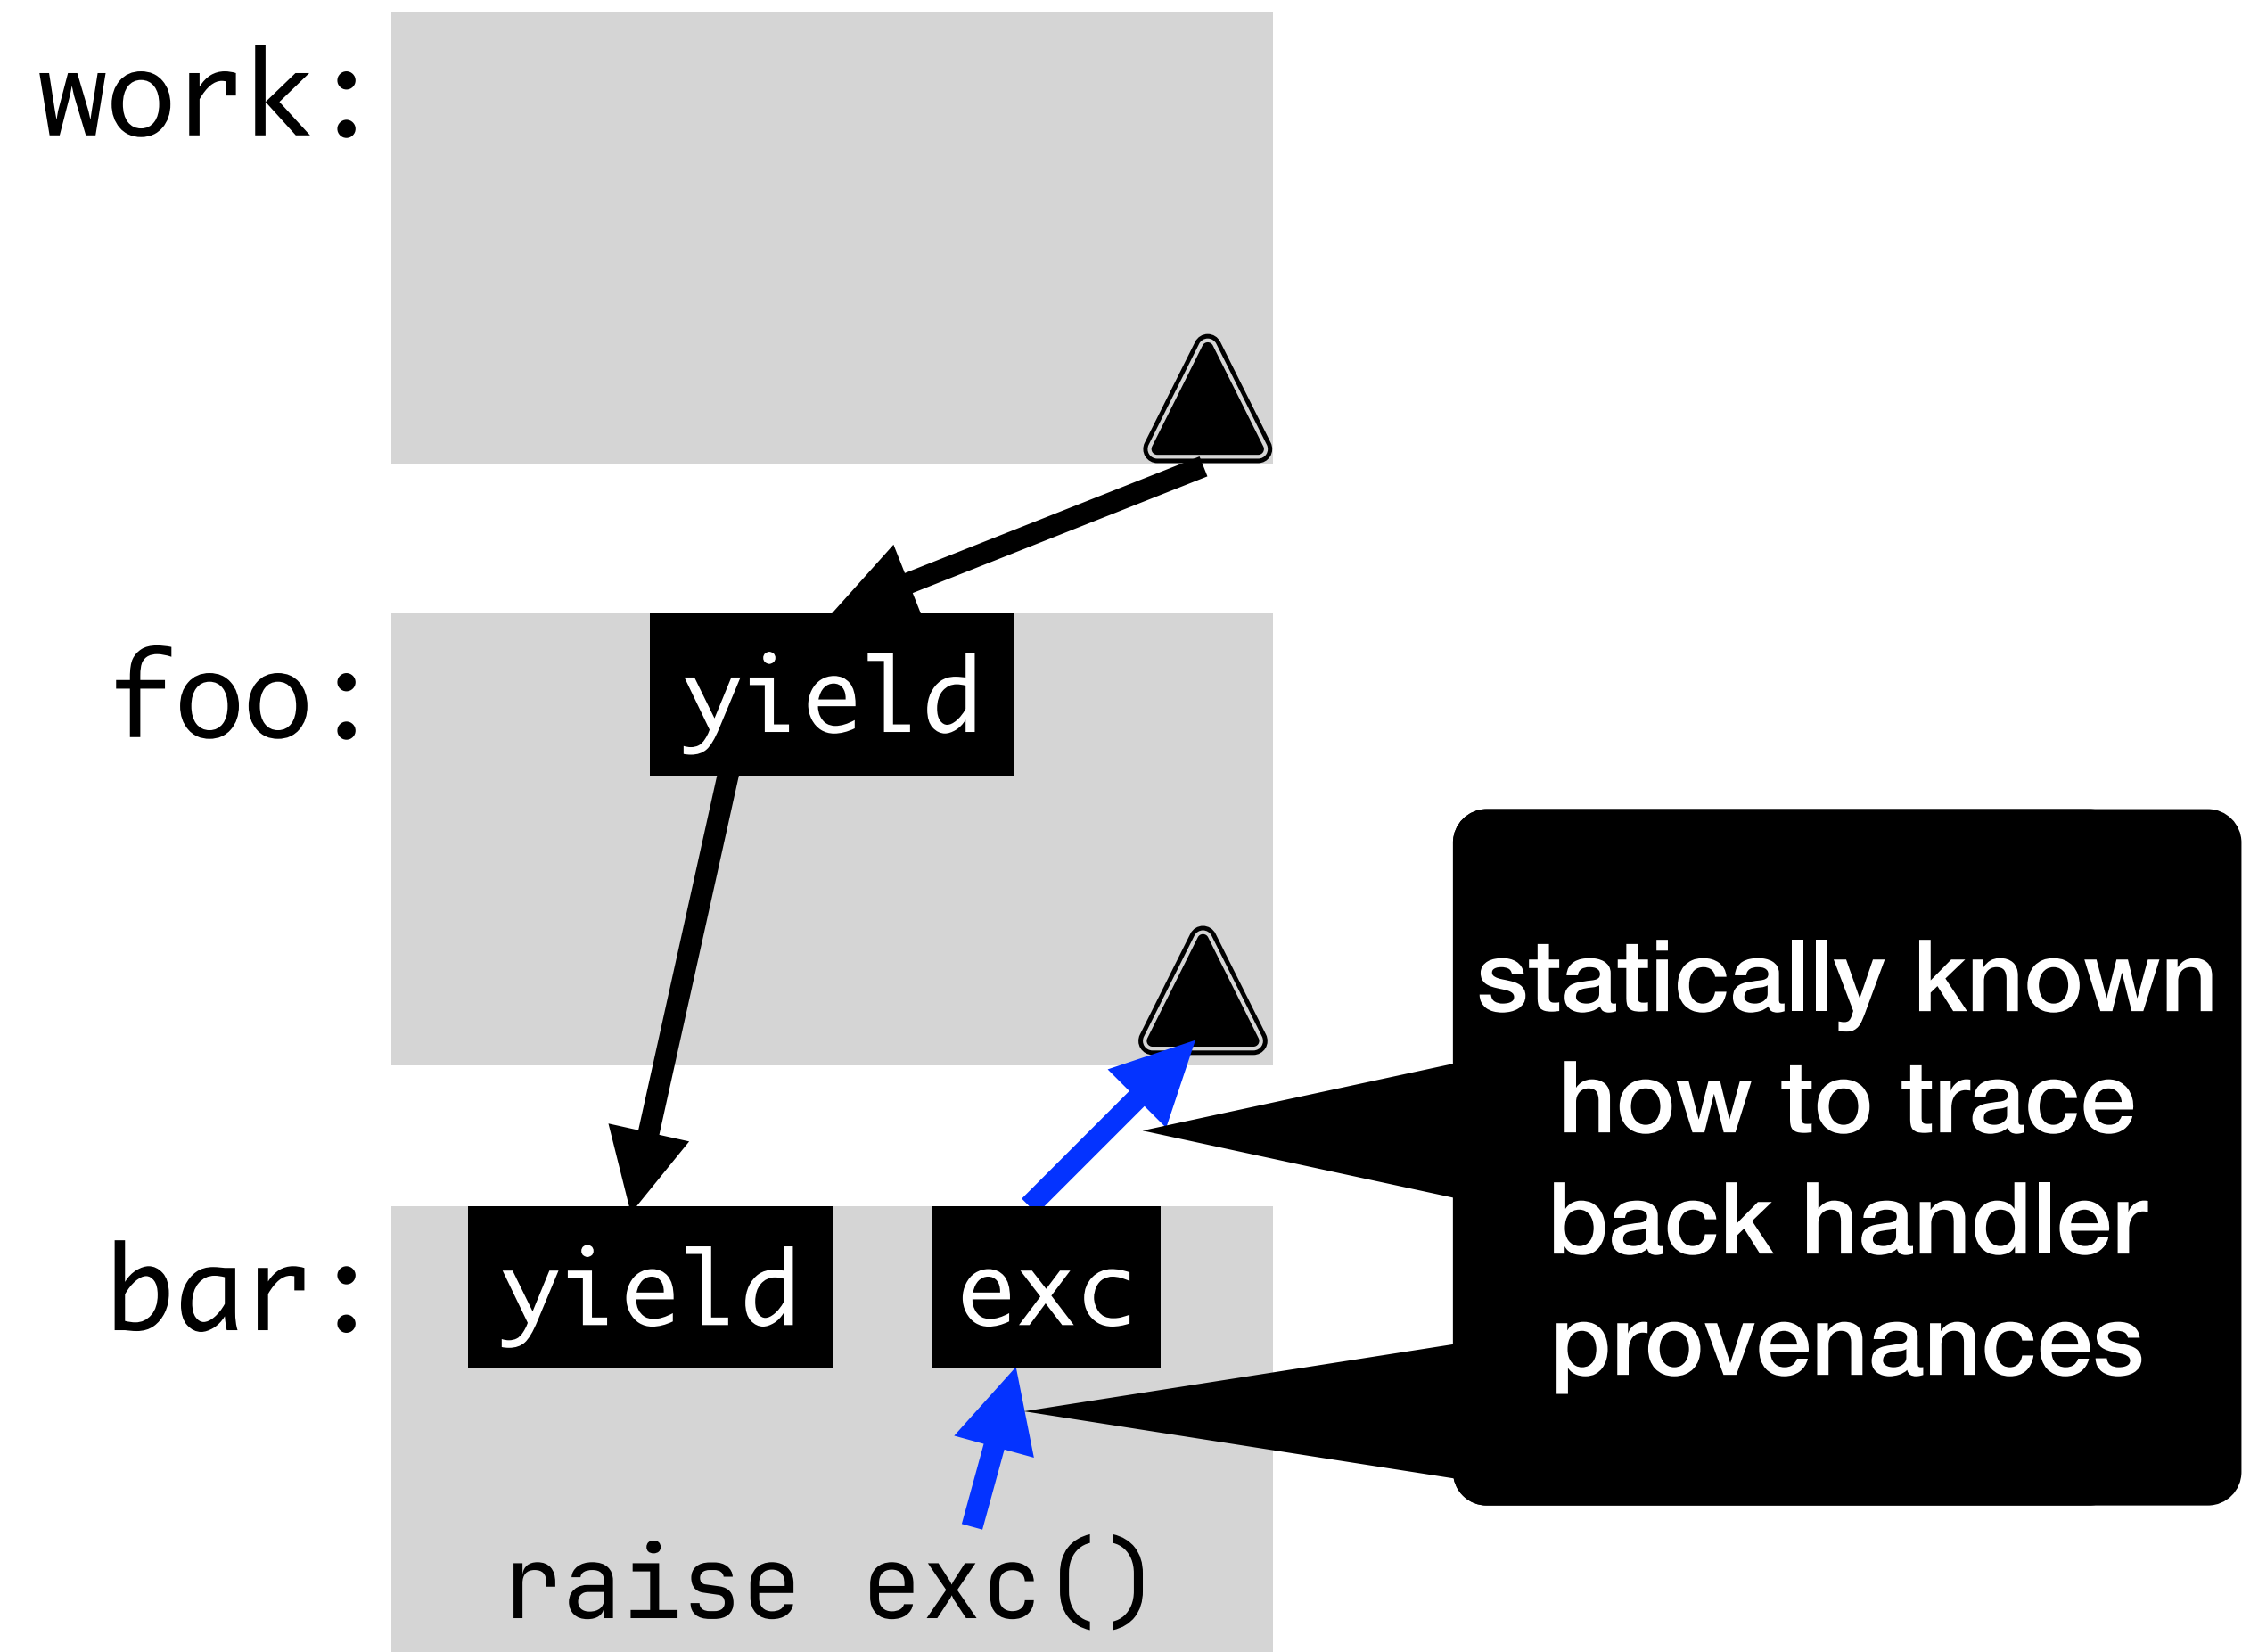 work:
foo:
yield
statically known
how to trace
back handler
provenances
bar:
yield
exc
raise exc()